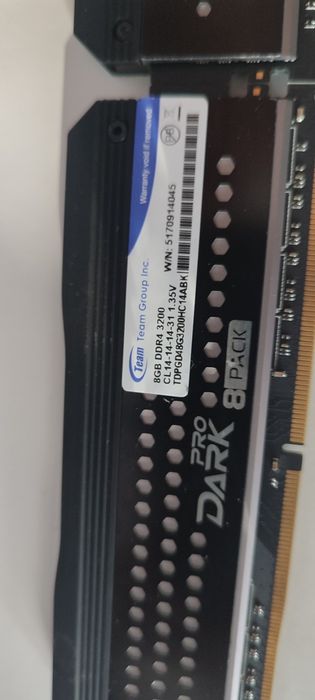 Team Team Group Inc.
Warranty void if removed
8GB DDR4 3200
CL14-14-14-31 1.35V
W/N: 5170914045
TDPGD48G3200HC14ABK
PRO
DARK
8PACK